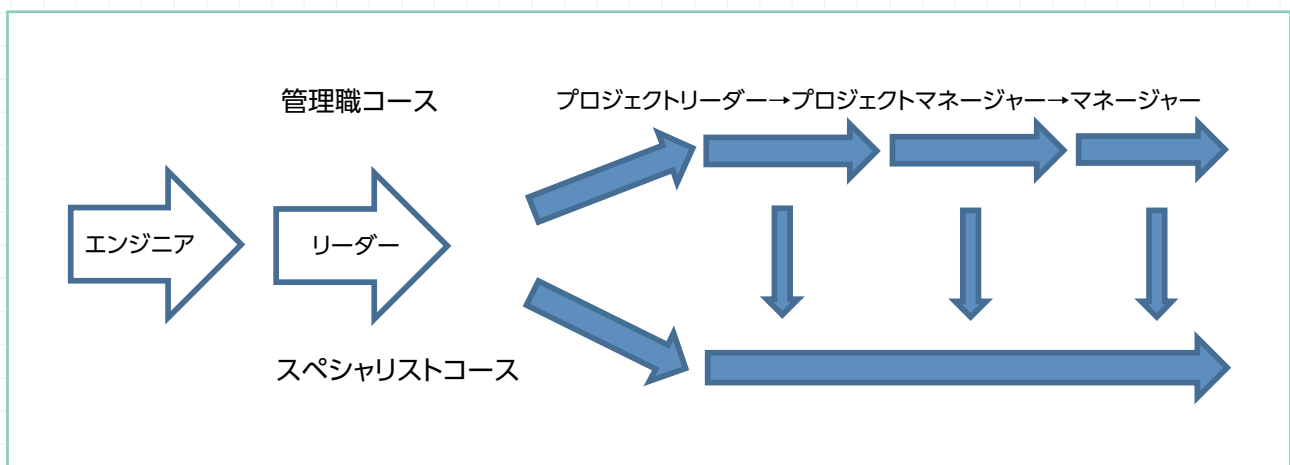 管理職コース
プロジェクトリーダー→プロジェクトマネージャー→マネージャー
エンジニア
リーダー
スペシャリストコース